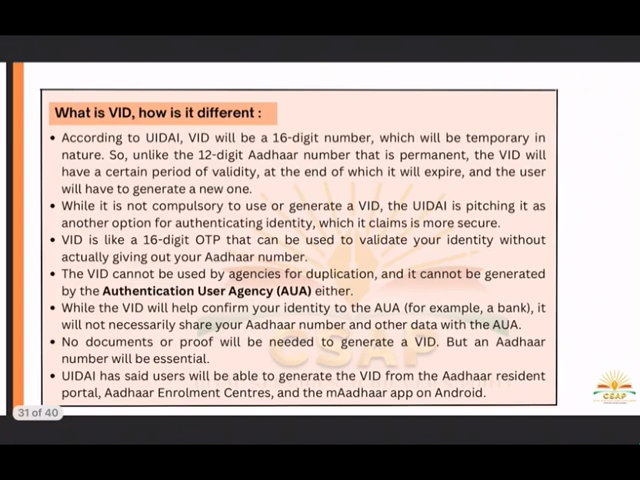 What is VID, how is it different :
• According to UIDAI, VID will be a 16-digit number, which will be temporary in
nature. So, unlike the 12-digit Aadhaar number that is permanent, the VID will
have a certain period of validity, at the end of which it will expire, and the user
will have to generate a new one.
• While it is not compulsory to use or generate a VID, the UIDAI is pitching it as
another option for authenticating identity, which it claims is more secure.
• VID is like a 16-digit OTP that can be used to validate your identity without
actually giving out your Aadhaar number.
• The VID cannot be used by agencies for duplication, and it cannot be generated
by the Authentication User Agency (AUA) either.
• While the VID will help confirm your identity to the AUA (for example, a bank), it
will not necessarily share your Aadhaar number and other data with the AUA.
• No documents or proof will be needed to generate a VID. But an Aadhaar
number will be essential.
• UIDAI has said users will be able to generate the VID from the Aadhaar resident
portal, Aadhaar Enrolment Centres, and the mAadhaar app on Android.
CSAP
31 of 40
CSAP